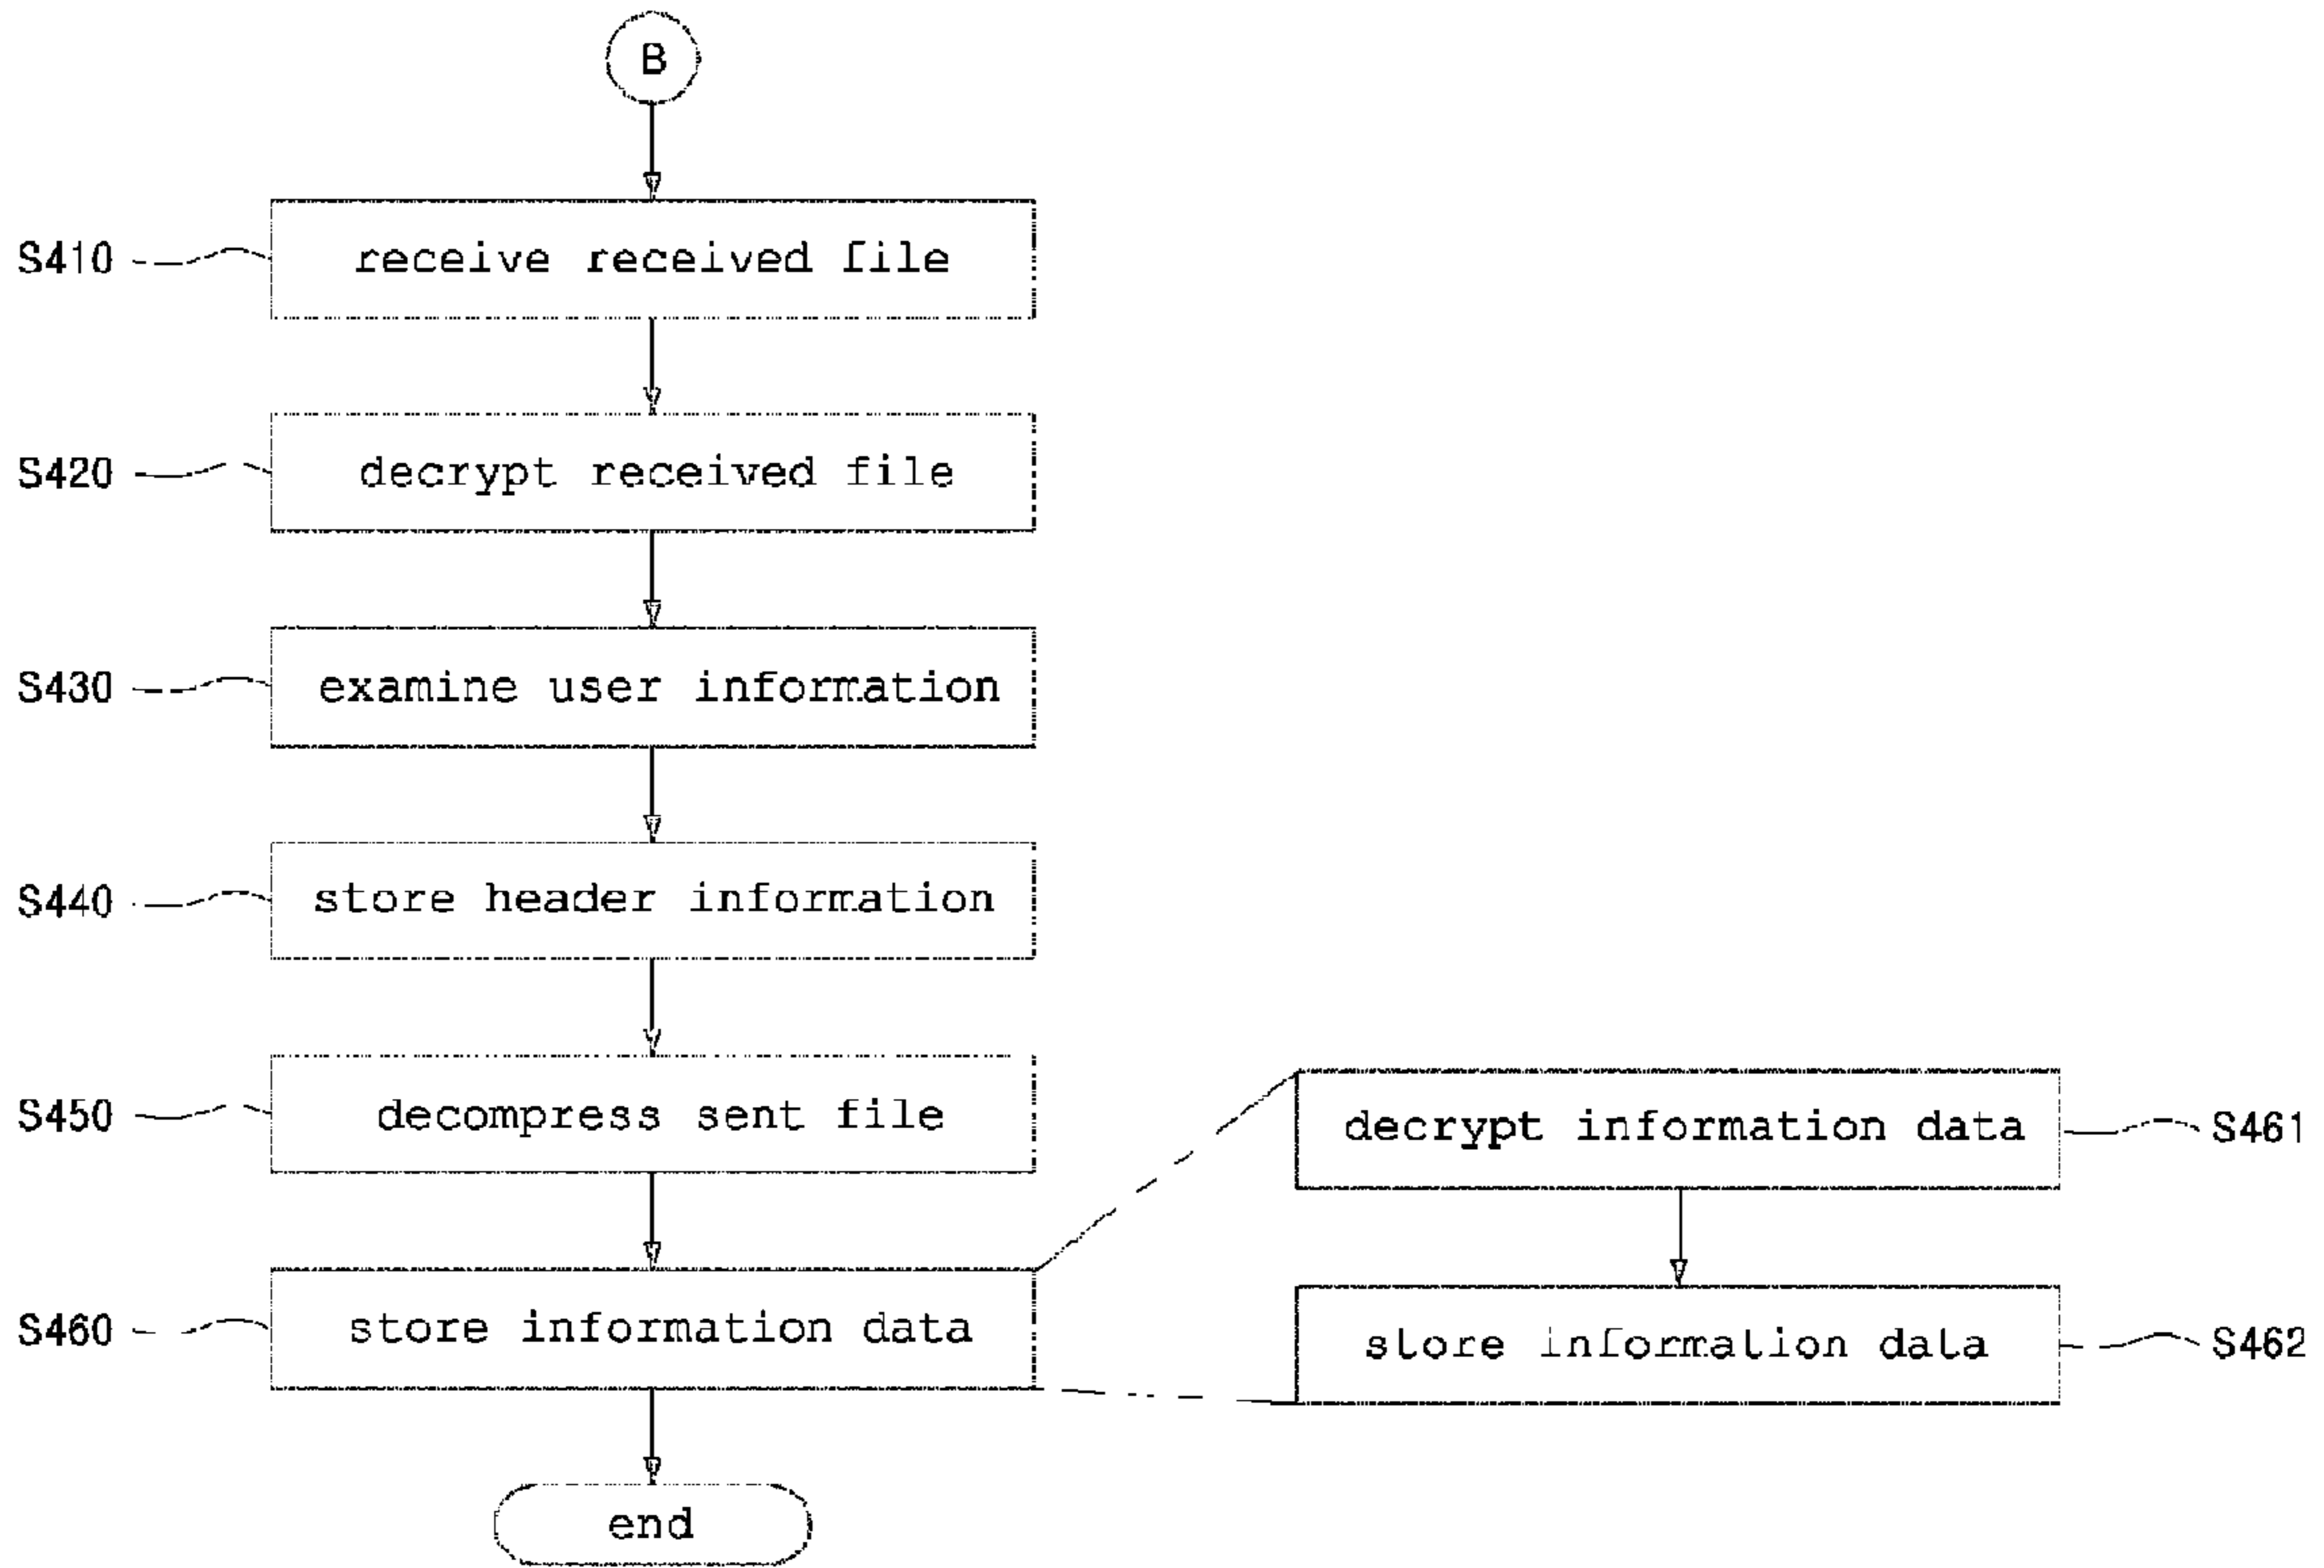 B
S410 receive received file
S420 decrypt received file
S430 examine user information
S440 store header information
S450 decompress sent file
decrypt information data S461
S460 store information data
store information data S462
end